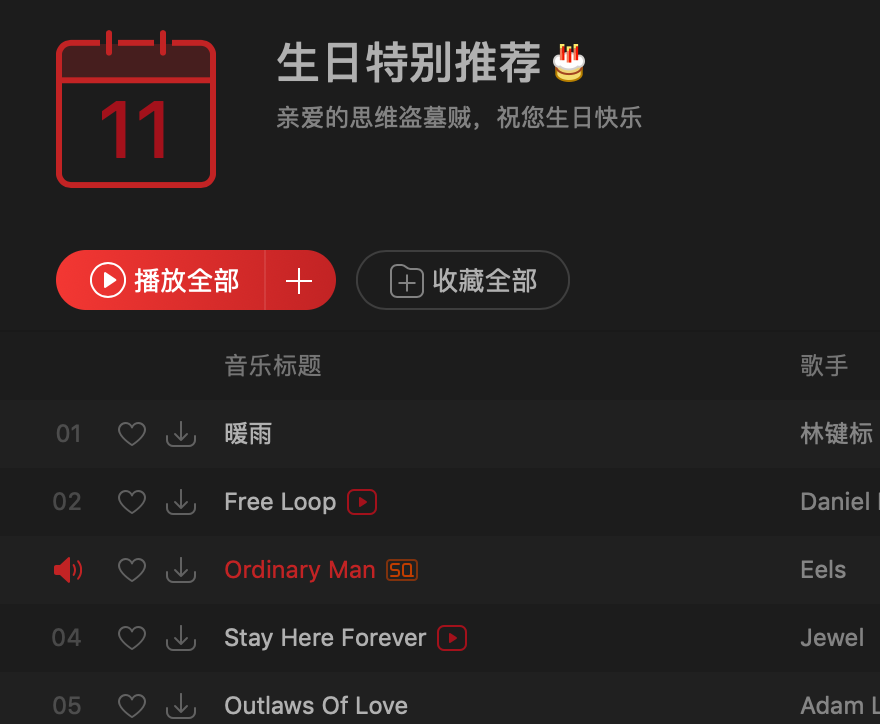 11
生日特别推荐
亲爱的思维盗墓贼，祝您生日快乐
播放全部
收藏全部
音乐标题 歌手
01 暖雨 林键标
02 Free Loop Daniel
Ordinary Man SQ Eels
04 Stay Here Forever Jewel
05 Outlaws Of Love Adam